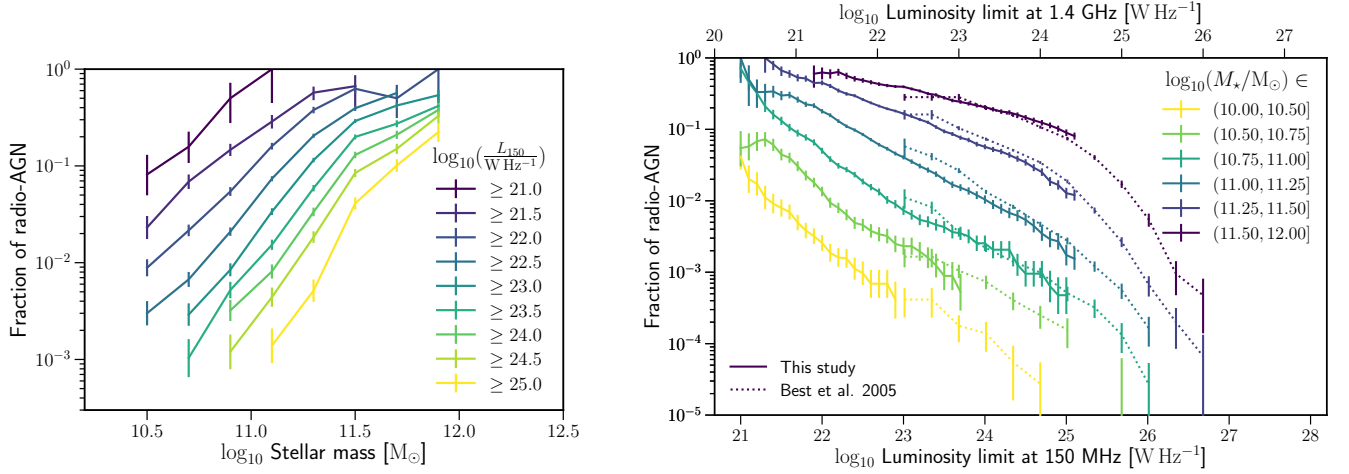 10^0
10^-1
10^-2
10^-3
Fraction of radio-AGN
10.5 11.0 11.5 12.0 12.5
log10 Stellar mass [M⊙]
log10(L150/W Hz^-1)
≥ 21.0
≥ 21.5
≥ 22.0
≥ 22.5
≥ 23.0
≥ 23.5
≥ 24.0
≥ 24.5
≥ 25.0
log10 Luminosity limit at 1.4 GHz [W Hz^-1]
20 21 22 23 24 25 26 27
10^0
10^-1
10^-2
10^-3
10^-4
10^-5
Fraction of radio-AGN
log10(M⋆/M⊙) ∈
(10.00, 10.50]
(10.50, 10.75]
(10.75, 11.00]
(11.00, 11.25]
(11.25, 11.50]
(11.50, 12.00]
This study
Best et al. 2005
21 22 23 24 25 26 27 28
log10 Luminosity limit at 150 MHz [W Hz^-1]